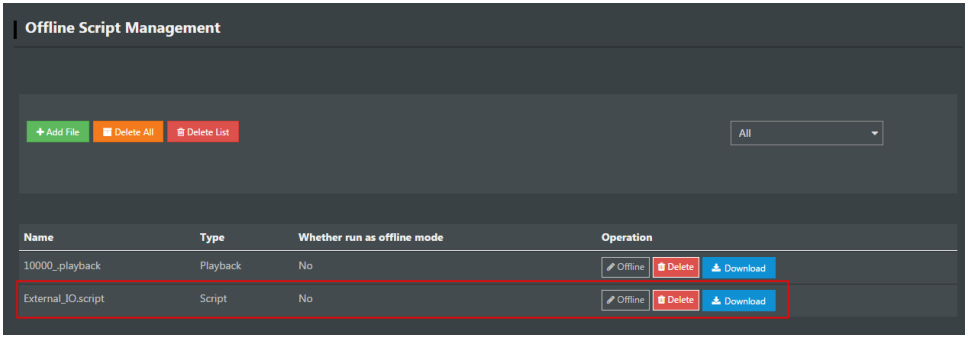 Offline Script Management
Add File Delete All Delete List All
Name Type Whether run as offline mode Operation
10000_.playback Playback No Offline Delete Download
External_IO.script Script No Offline Delete Download